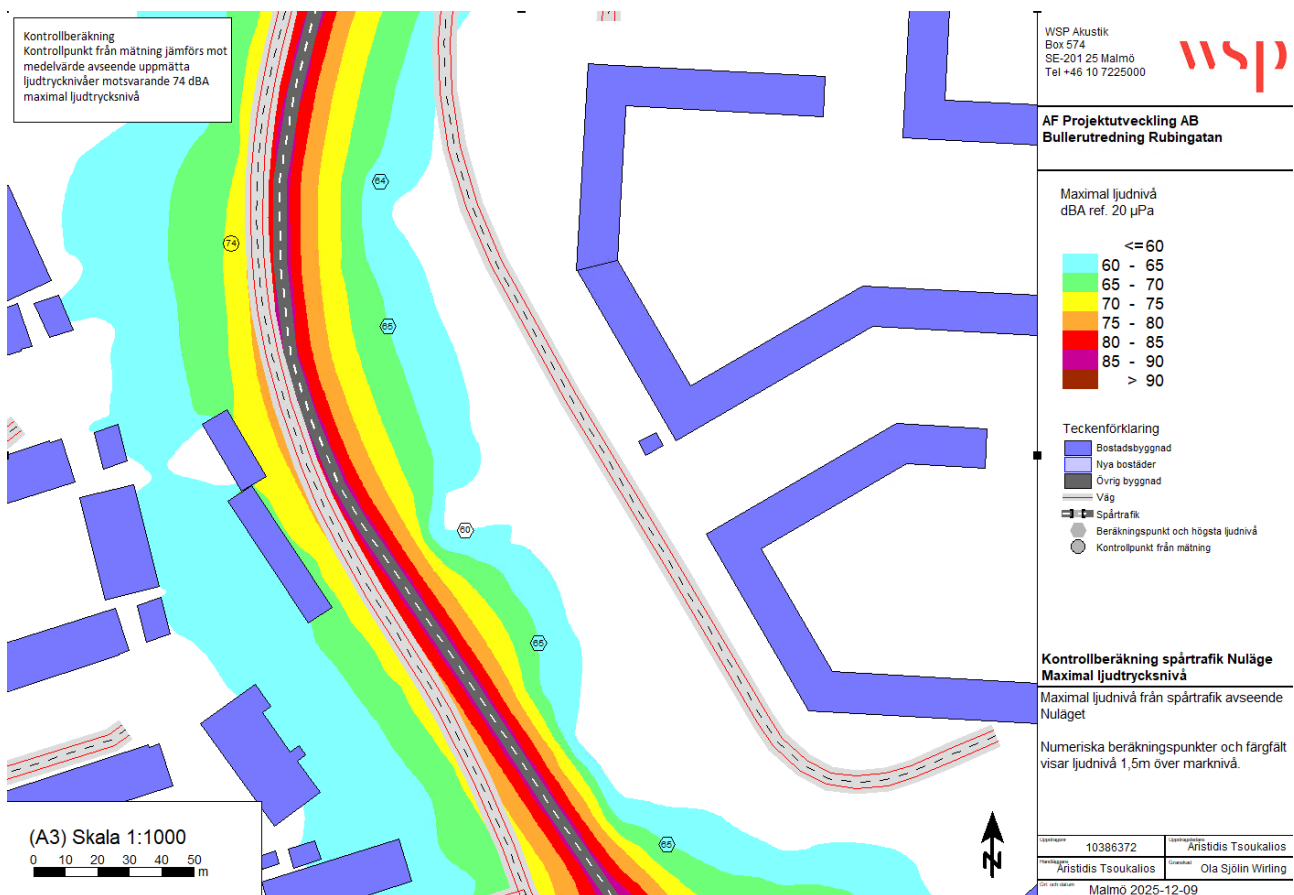 Kontrollberäkning
Kontrollpunkt från mätning jämförs mot
medelvärde avseende uppmätta
ljudtrycknivåer motsvarande 74 dBA
maximal ljudtrycksnivå
64
74
65
60
65
65
(A3) Skala 1:1000
0 10 20 30 40 50
m
N
WSP Akustik
Box 574
SE-201 25 Malmö
Tel +46 10 7225000
wsp
AF Projektutveckling AB
Bullerutredning Rubingatan
Maximal ljudnivå
dBA ref. 20 µPa
<=60
60 - 65
65 - 70
70 - 75
75 - 80
80 - 85
85 - 90
> 90
Teckenförklaring
Bostadsbyggnad
Nya bostäder
Övrig byggnad
Väg
Spårtrafik
Beräkningspunkt och högsta ljudnivå
Kontrollpunkt från mätning
Kontrollberäkning spårtrafik Nuläge
Maximal ljudtrycksnivå
Maximal ljudnivå från spårtrafik avseende
Nuläget
Numeriska beräkningspunkter och färgfält
visar ljudnivå 1,5m över marknivå.
10386372
Aristidis Tsoukalios
Handläggare
Aristidis Tsoukalios
Granskad
Ola Sjölin Wirling
Ort och datum
Malmö 2025-12-09